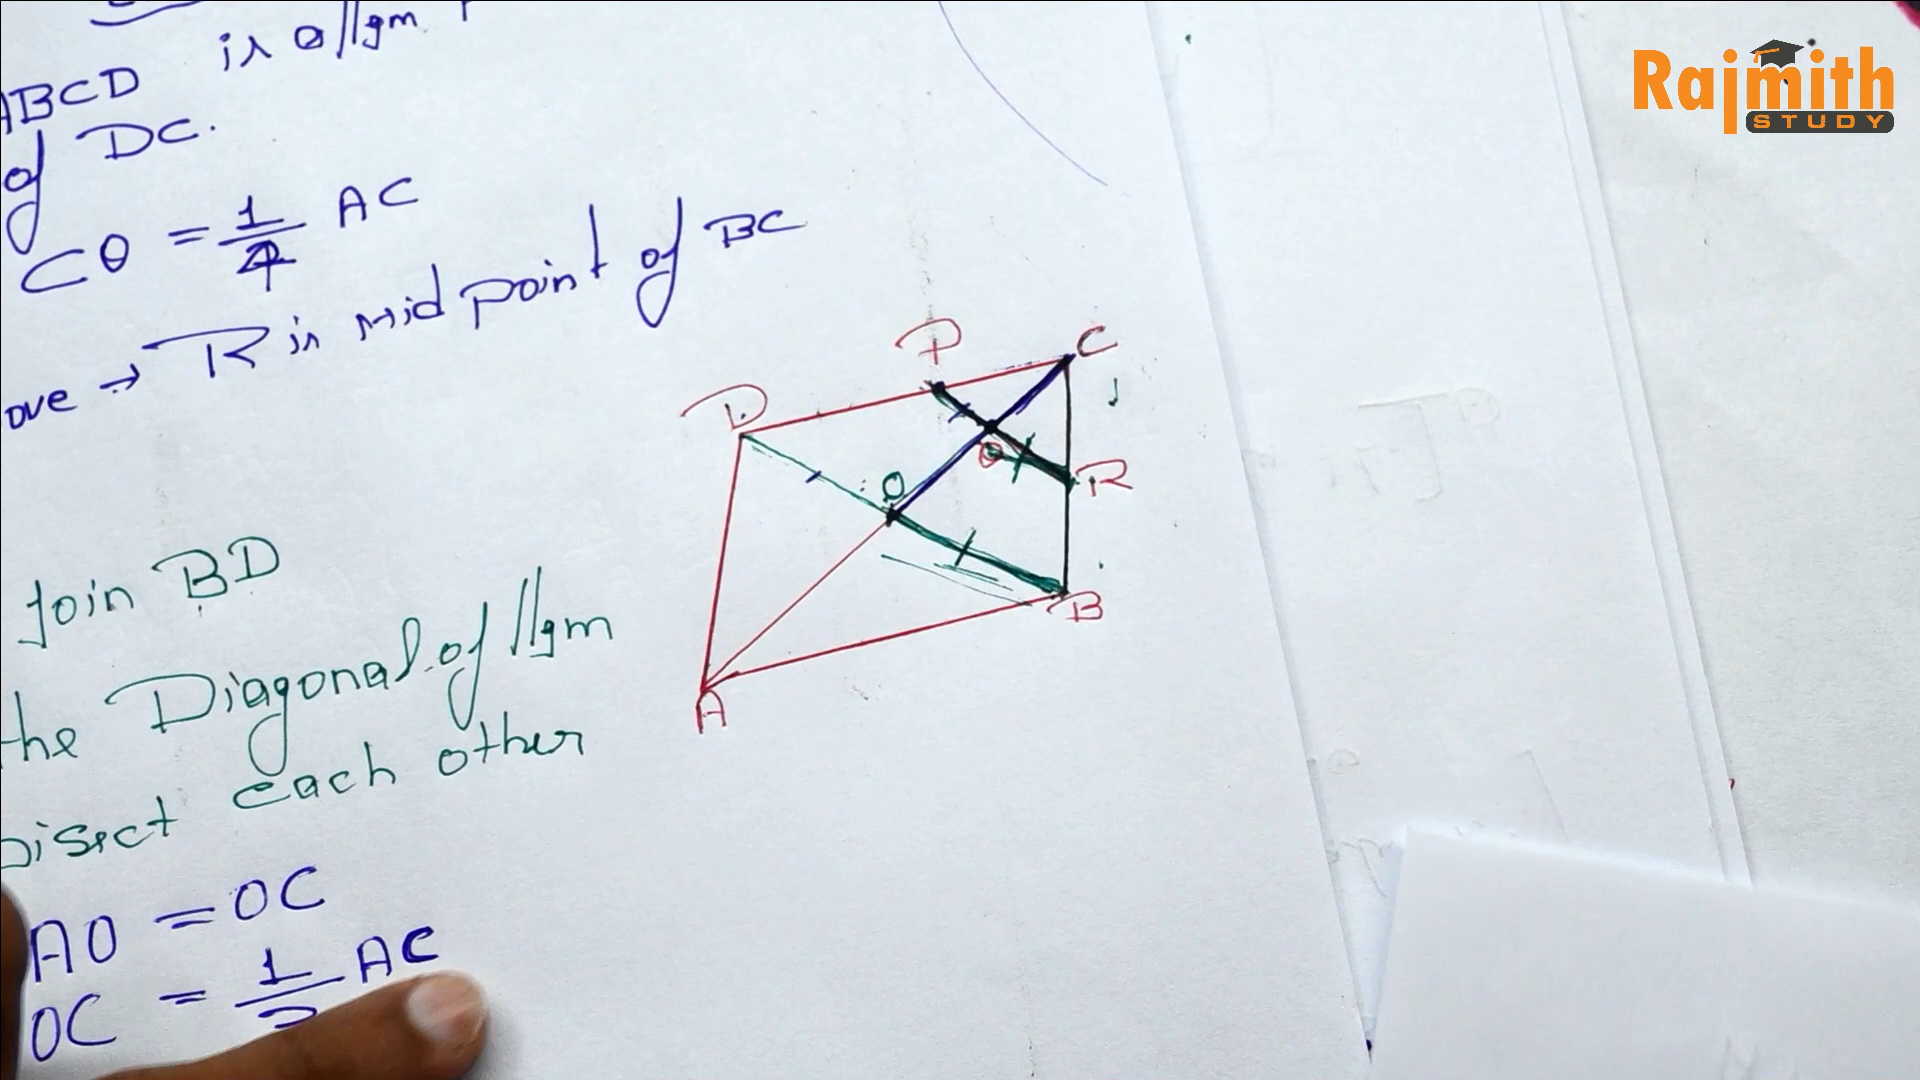 is a ||gm
ABCD
of DC.
CQ = 1/4 AC
ove → R is mid point of BC
Join BD
the Diagonal of ||gm
Bisect each other
AO = OC
OC = 1/2 AC
P
C
D
O
Q
R
B
A
Rajmith
STUDY